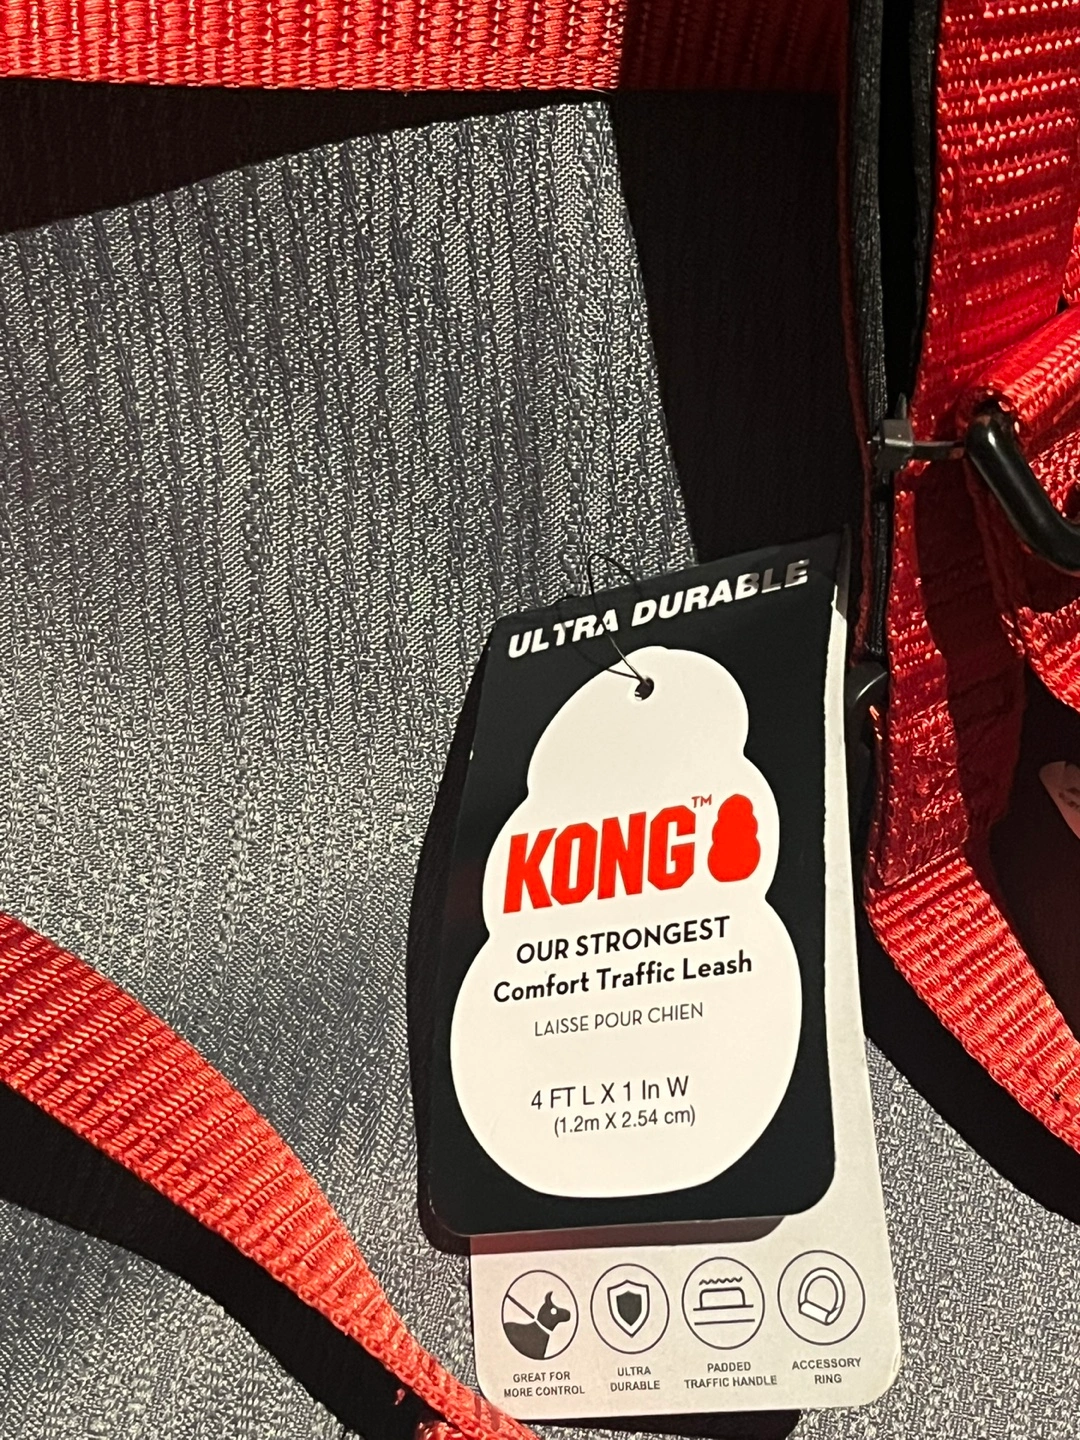 ULTRA DURABLE
KONG™
OUR STRONGEST
Comfort Traffic Leash
LAISSE POUR CHIEN
4 FT L X 1 In W
(1.2m X 2.54 cm)
GREAT FOR
MORE CONTROL
ULTRA
DURABLE
PADDED
TRAFFIC HANDLE
ACCESSORY
RING